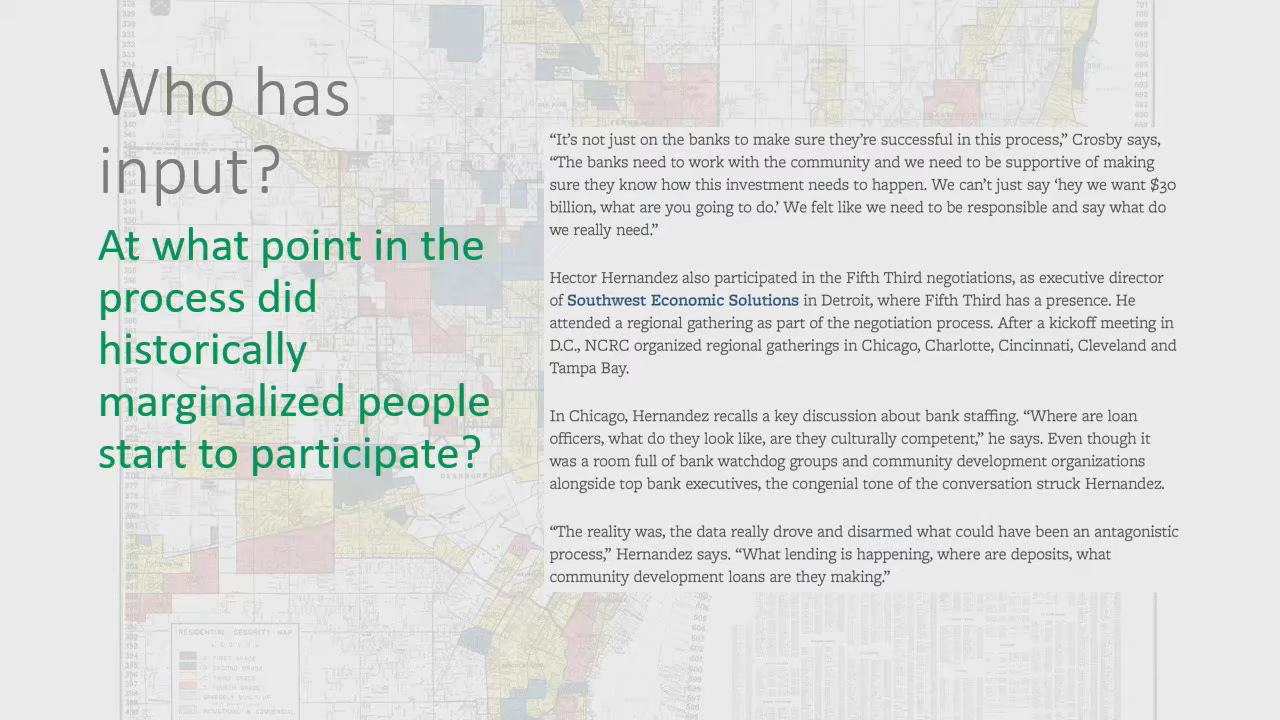 Who has
input?
At what point in the
process did
historically
marginalized people
start to participate?
“It’s not just on the banks to make sure they’re successful in this process,” Crosby says,
“The banks need to work with the community and we need to be supportive of making
sure they know how this investment needs to happen. We can’t just say ‘hey we want $30
billion, what are you going to do.’ We felt like we need to be responsible and say what do
we really need.”
Hector Hernandez also participated in the Fifth Third negotiations, as executive director
of Southwest Economic Solutions in Detroit, where Fifth Third has a presence. He
attended a regional gathering as part of the negotiation process. After a kickoff meeting in
D.C., NCRC organized regional gatherings in Chicago, Charlotte, Cincinnati, Cleveland and
Tampa Bay.
In Chicago, Hernandez recalls a key discussion about bank staffing. “Where are loan
officers, what do they look like, are they culturally competent,” he says. Even though it
was a room full of bank watchdog groups and community development organizations
alongside top bank executives, the congenial tone of the conversation struck Hernandez.
“The reality was, the data really drove and disarmed what could have been an antagonistic
process,” Hernandez says. “What lending is happening, where are deposits, what
community development loans are they making.”
RESIDENTIAL SECURITY MAP